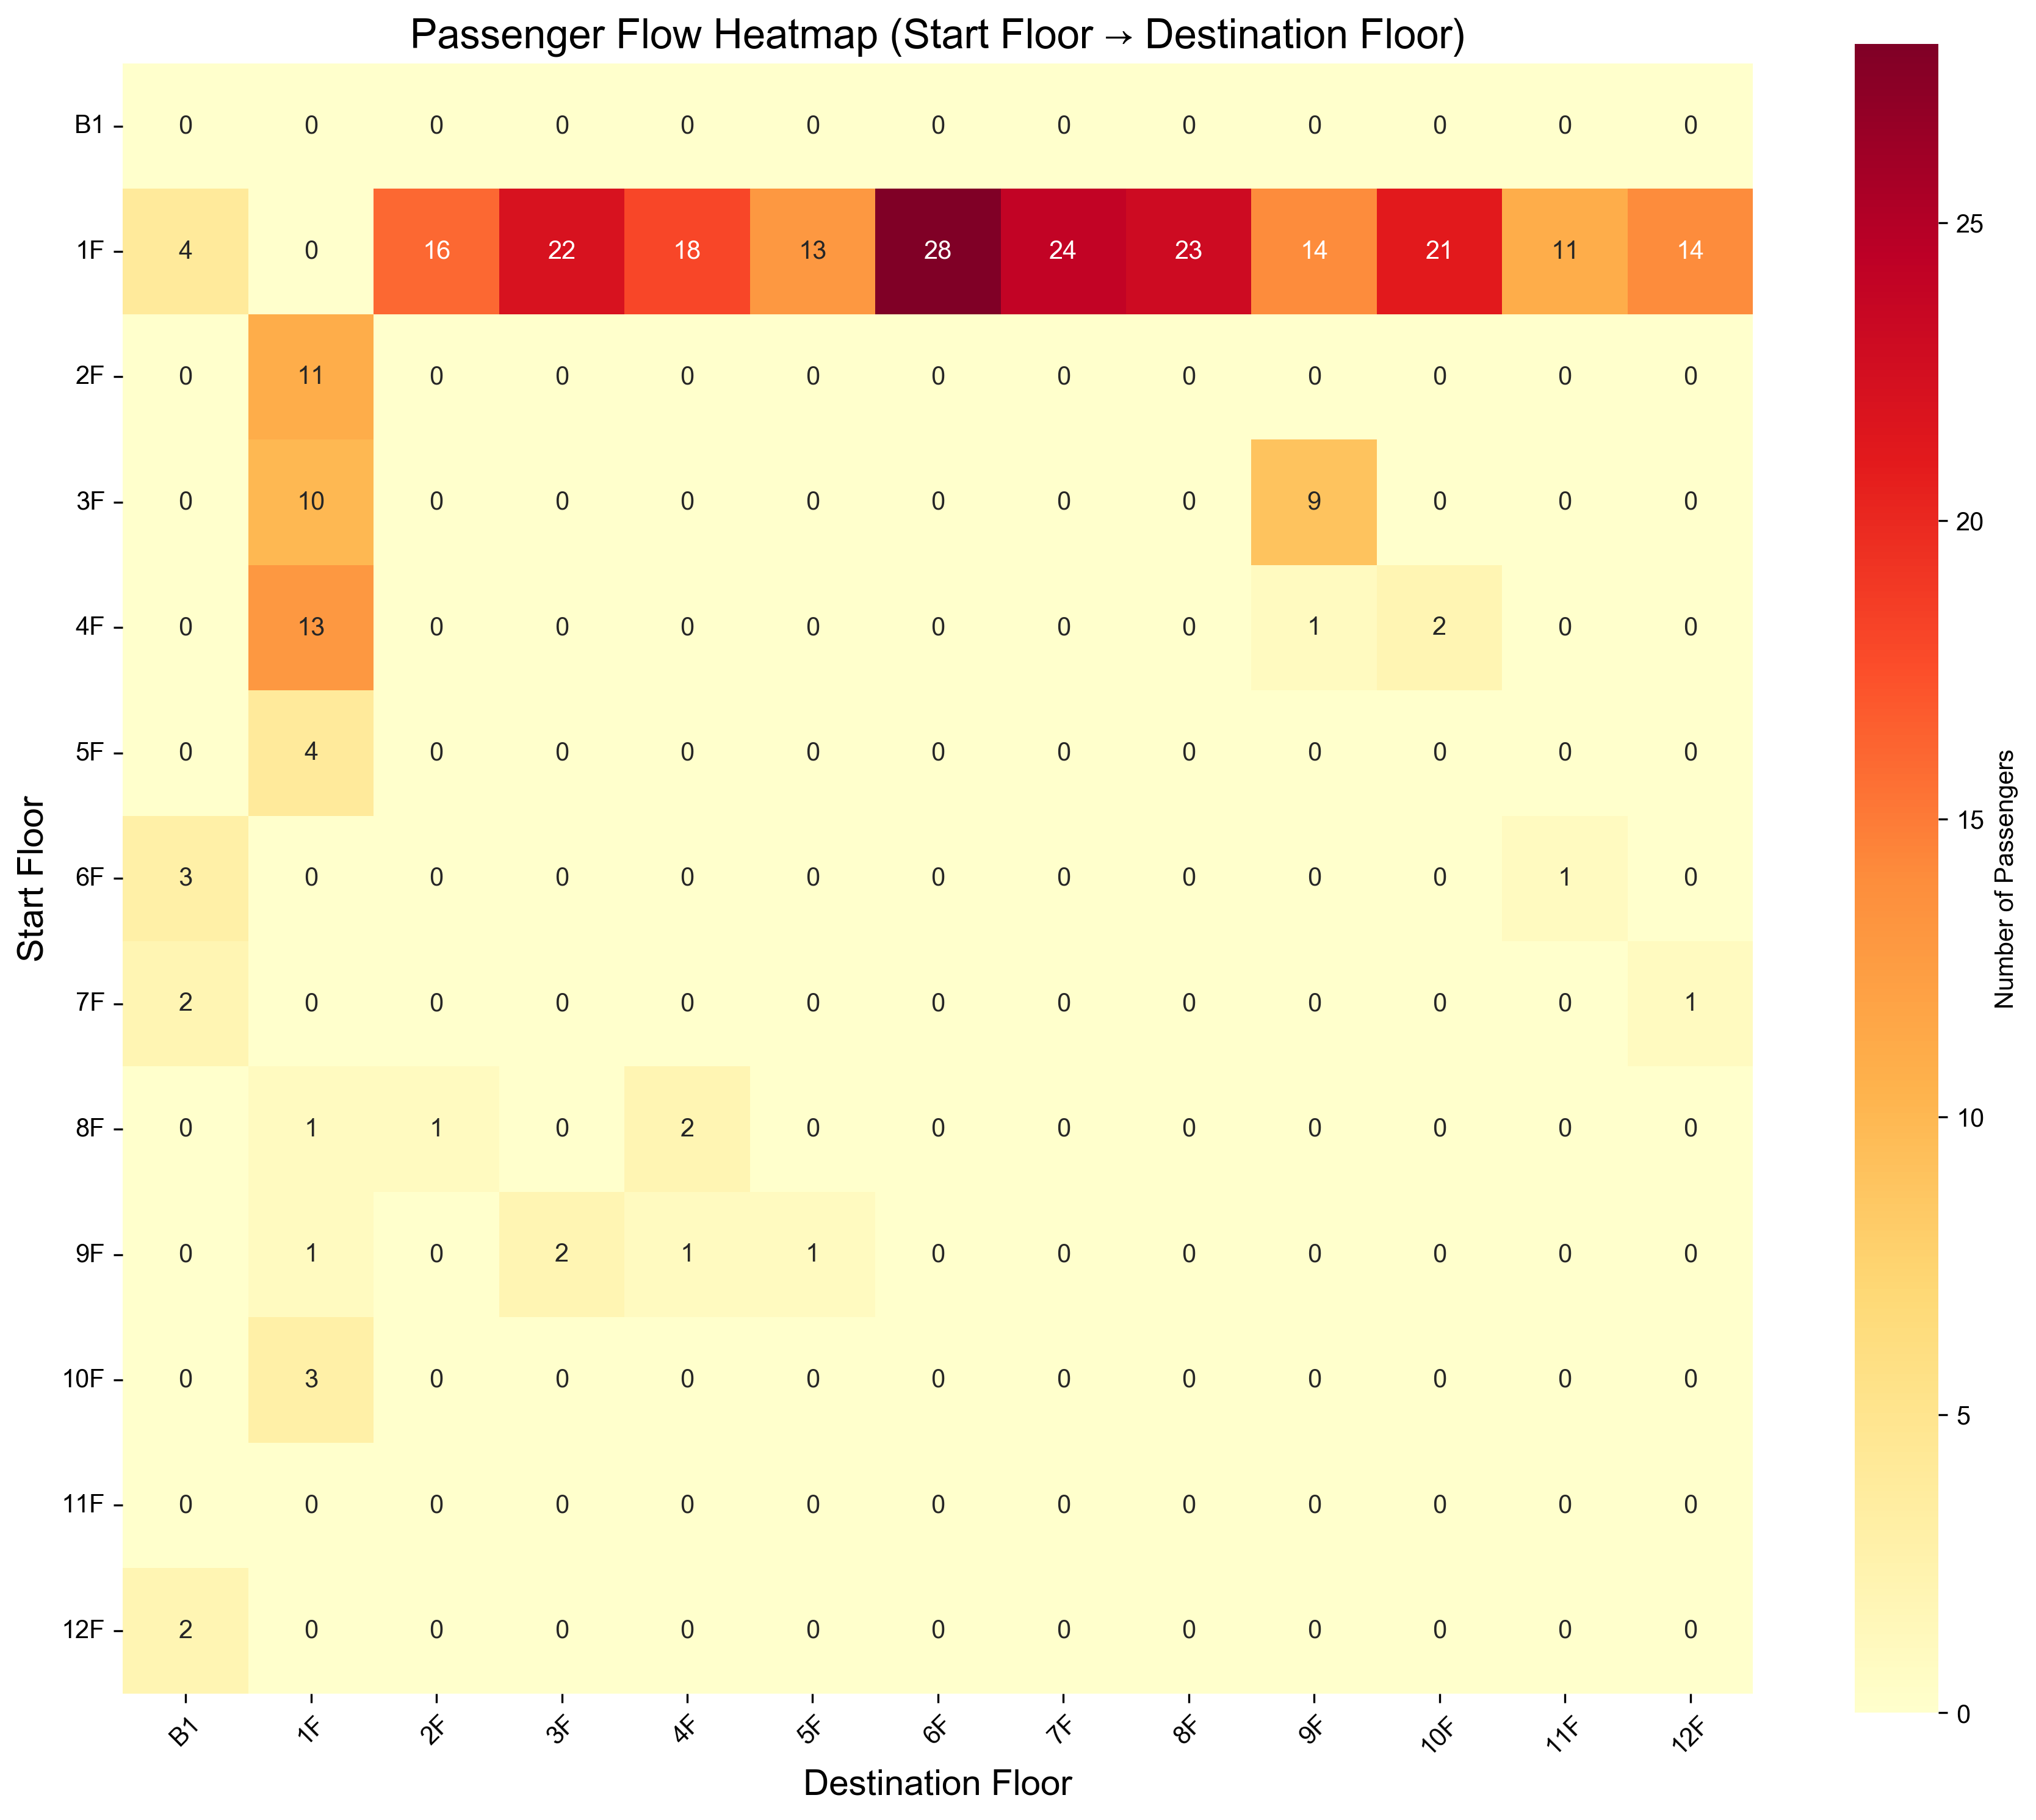 Passenger Flow Heatmap (Start Floor → Destination Floor)
B1 0 0 0 0 0 0 0 0 0 0 0 0 0
1F 4 0 16 22 18 13 28 24 23 14 21 11 14
2F 0 11 0 0 0 0 0 0 0 0 0 0 0
3F 0 10 0 0 0 0 0 0 0 9 0 0 0
4F 0 13 0 0 0 0 0 0 0 1 2 0 0
5F 0 4 0 0 0 0 0 0 0 0 0 0 0
6F 3 0 0 0 0 0 0 0 0 0 0 1 0
7F 2 0 0 0 0 0 0 0 0 0 0 0 1
8F 0 1 1 0 2 0 0 0 0 0 0 0 0
9F 0 1 0 2 1 1 0 0 0 0 0 0 0
10F 0 3 0 0 0 0 0 0 0 0 0 0 0
11F 0 0 0 0 0 0 0 0 0 0 0 0 0
12F 2 0 0 0 0 0 0 0 0 0 0 0 0
B1 1F 2F 3F 4F 5F 6F 7F 8F 9F 10F 11F 12F
Destination Floor
Start Floor
25
20
15
10
5
0
Number of Passengers